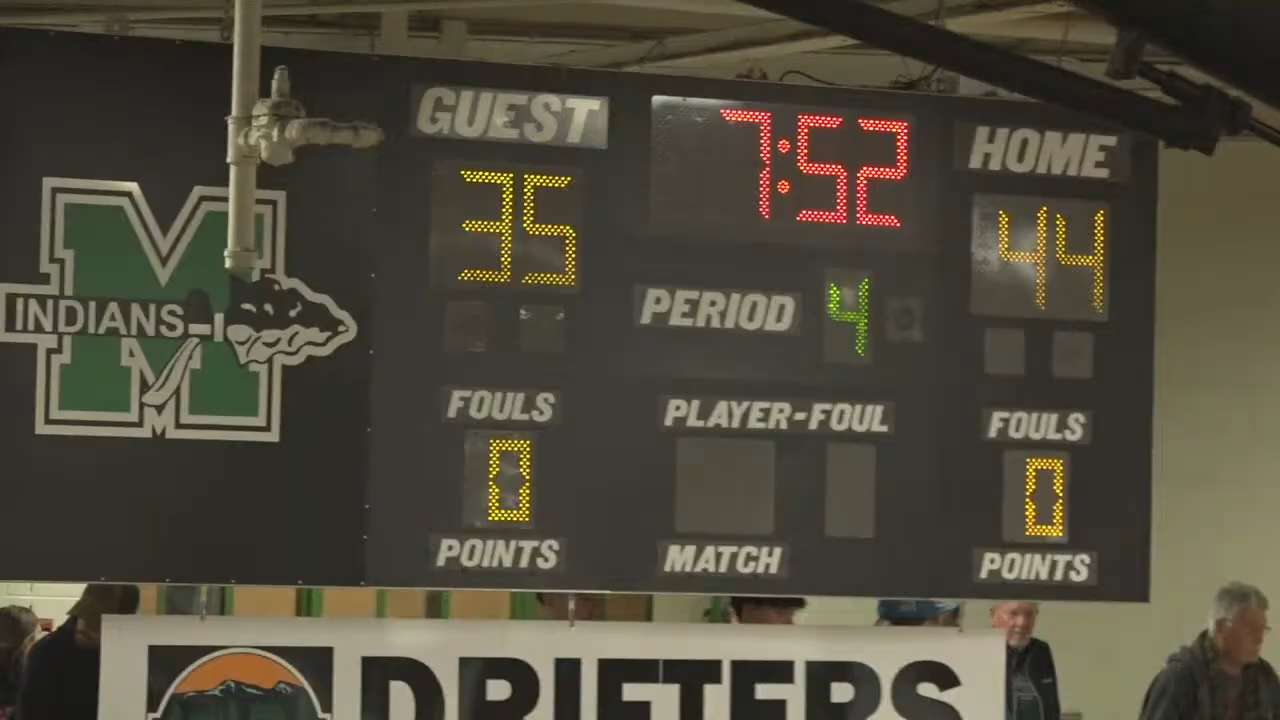 GUEST
7:52
HOME
35
44
M
INDIANS
PERIOD
4
FOULS
PLAYER-FOUL
FOULS
0
0
POINTS
MATCH
POINTS
DRIFTERS